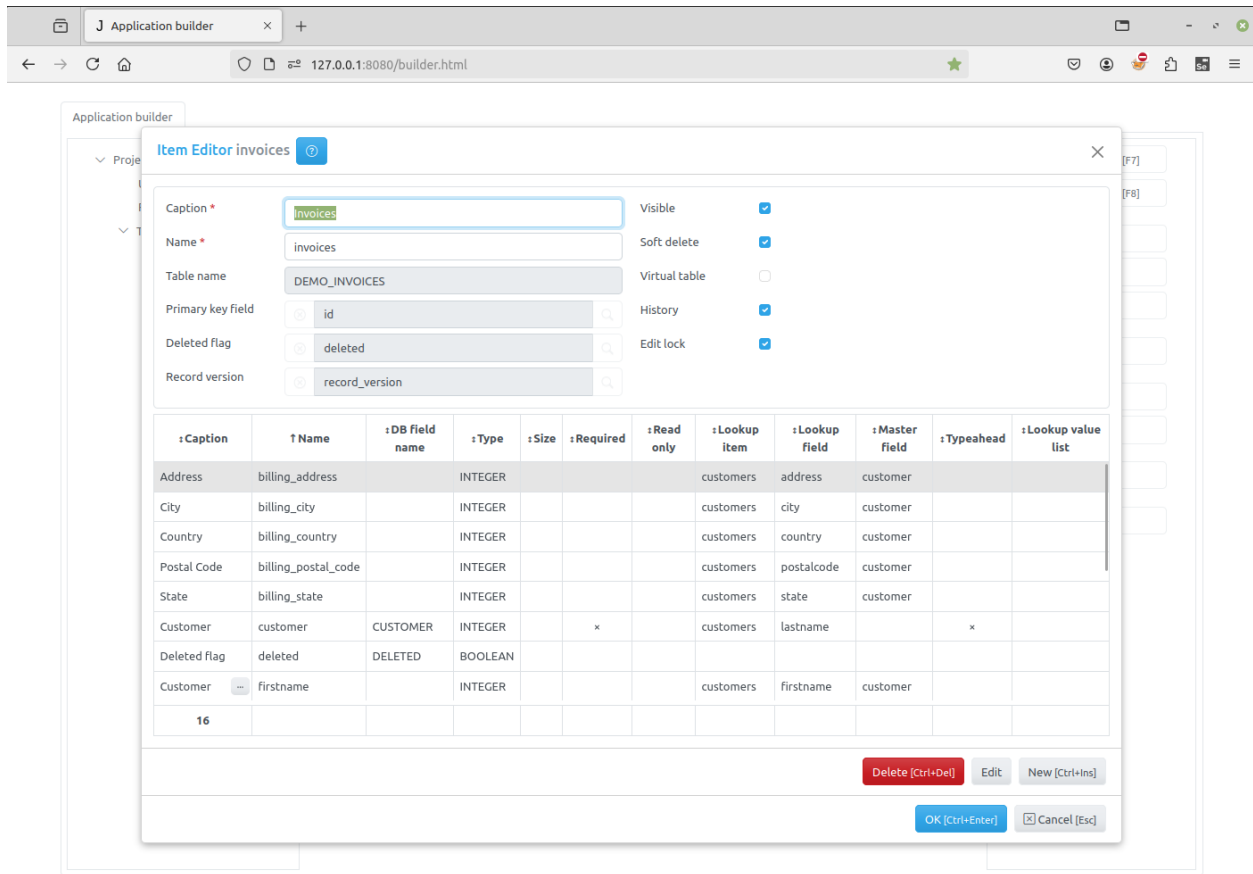 J Application builder
127.0.0.1:8080/builder.html
Se
Application builder
Proje
T
[F7]
[F8]
Item Editor invoices
Caption * Invoices Visible
Name * invoices Soft delete
Table name DEMO_INVOICES Virtual table
Primary key field id History
Deleted flag deleted Edit lock
Record version record_version
↕Caption ↑Name ↕DB field name ↕Type ↕Size ↕Required ↕Read only ↕Lookup item ↕Lookup field ↕Master field ↕Typeahead ↕Lookup value list
Address billing_address INTEGER customers address customer
City billing_city INTEGER customers city customer
Country billing_country INTEGER customers country customer
Postal Code billing_postal_code INTEGER customers postalcode customer
State billing_state INTEGER customers state customer
Customer customer CUSTOMER INTEGER × customers lastname ×
Deleted flag deleted DELETED BOOLEAN
Customer ... firstname INTEGER customers firstname customer
16
Delete [Ctrl+Del] Edit New [Ctrl+Ins]
OK [Ctrl+Enter] Cancel [Esc]